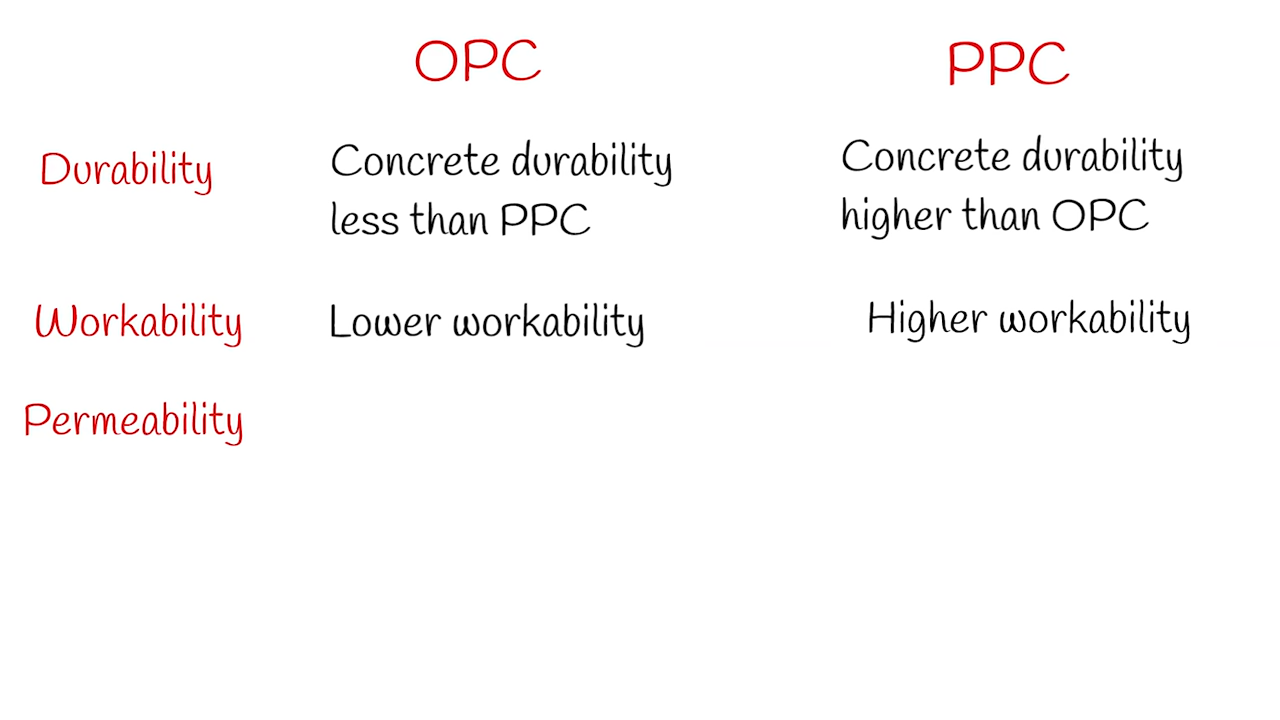 OPC PPC
Durability Concrete durability Concrete durability
less than PPC higher than OPC
Workability Lower workability Higher workability
Permeability